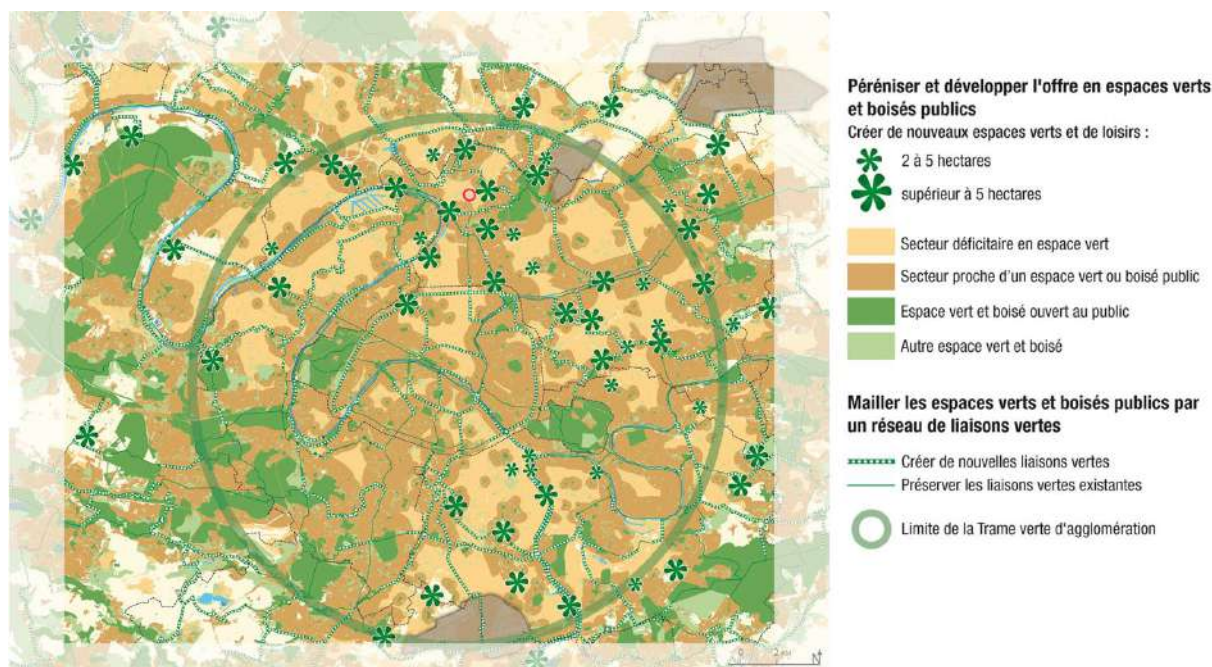 Péréniser et développer l'offre en espaces verts
et boisés publics
Créer de nouveaux espaces verts et de loisirs :
2 à 5 hectares
supérieur à 5 hectares
Secteur déficitaire en espace vert
Secteur proche d'un espace vert ou boisé public
Espace vert et boisé ouvert au public
Autre espace vert et boisé
Mailler les espaces verts et boisés publics par
un réseau de liaisons vertes
Créer de nouvelles liaisons vertes
Préserver les liaisons vertes existantes
Limite de la Trame verte d'agglomération
0 2 KM N